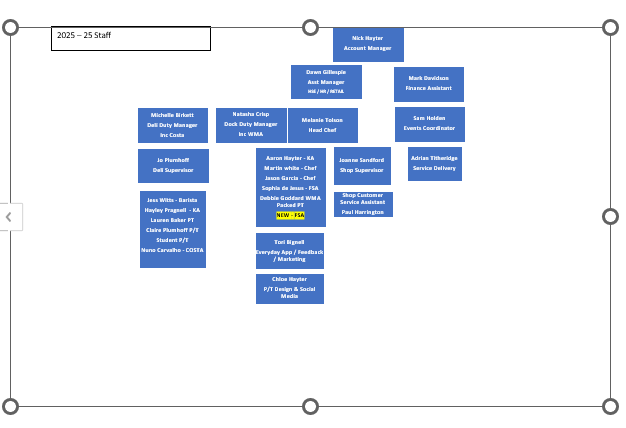 2025 – 25 Staff
Nick Hayter
Account Manager
Dawn Gillespie
Asst Manager
HSE / HR / RETAIL
Mark Davidson
Finance Assistant
Michelle Birkett
Deli Duty Manager
Inc Costa
Natasha Crisp
Dock Duty Manager
Inc WMA
Melanie Tolson
Head Chef
Sam Holden
Events Coordinator
Jo Plumhoff
Deli Supervisor
Aaron Hayter - KA
Martin white - Chef
Jason Garcia - Chef
Sophia de Jesus - FSA
Debbie Goddard WMA
Packed PT
NEW - FSA
Joanne Sandford
Shop Supervisor
Adrian Titheridge
Service Delivery
Jess Witts - Barista
Hayley Pragnell - KA
Lauren Baker PT
Claire Plumhoff P/T
Student P/T
Nuno Carvalho - COSTA
Shop Customer
Service Assistant
Paul Harrington
Tori Bignell
Everyday App / Feedback
/ Marketing
Chloe Hayter
P/T Design & Social
Media